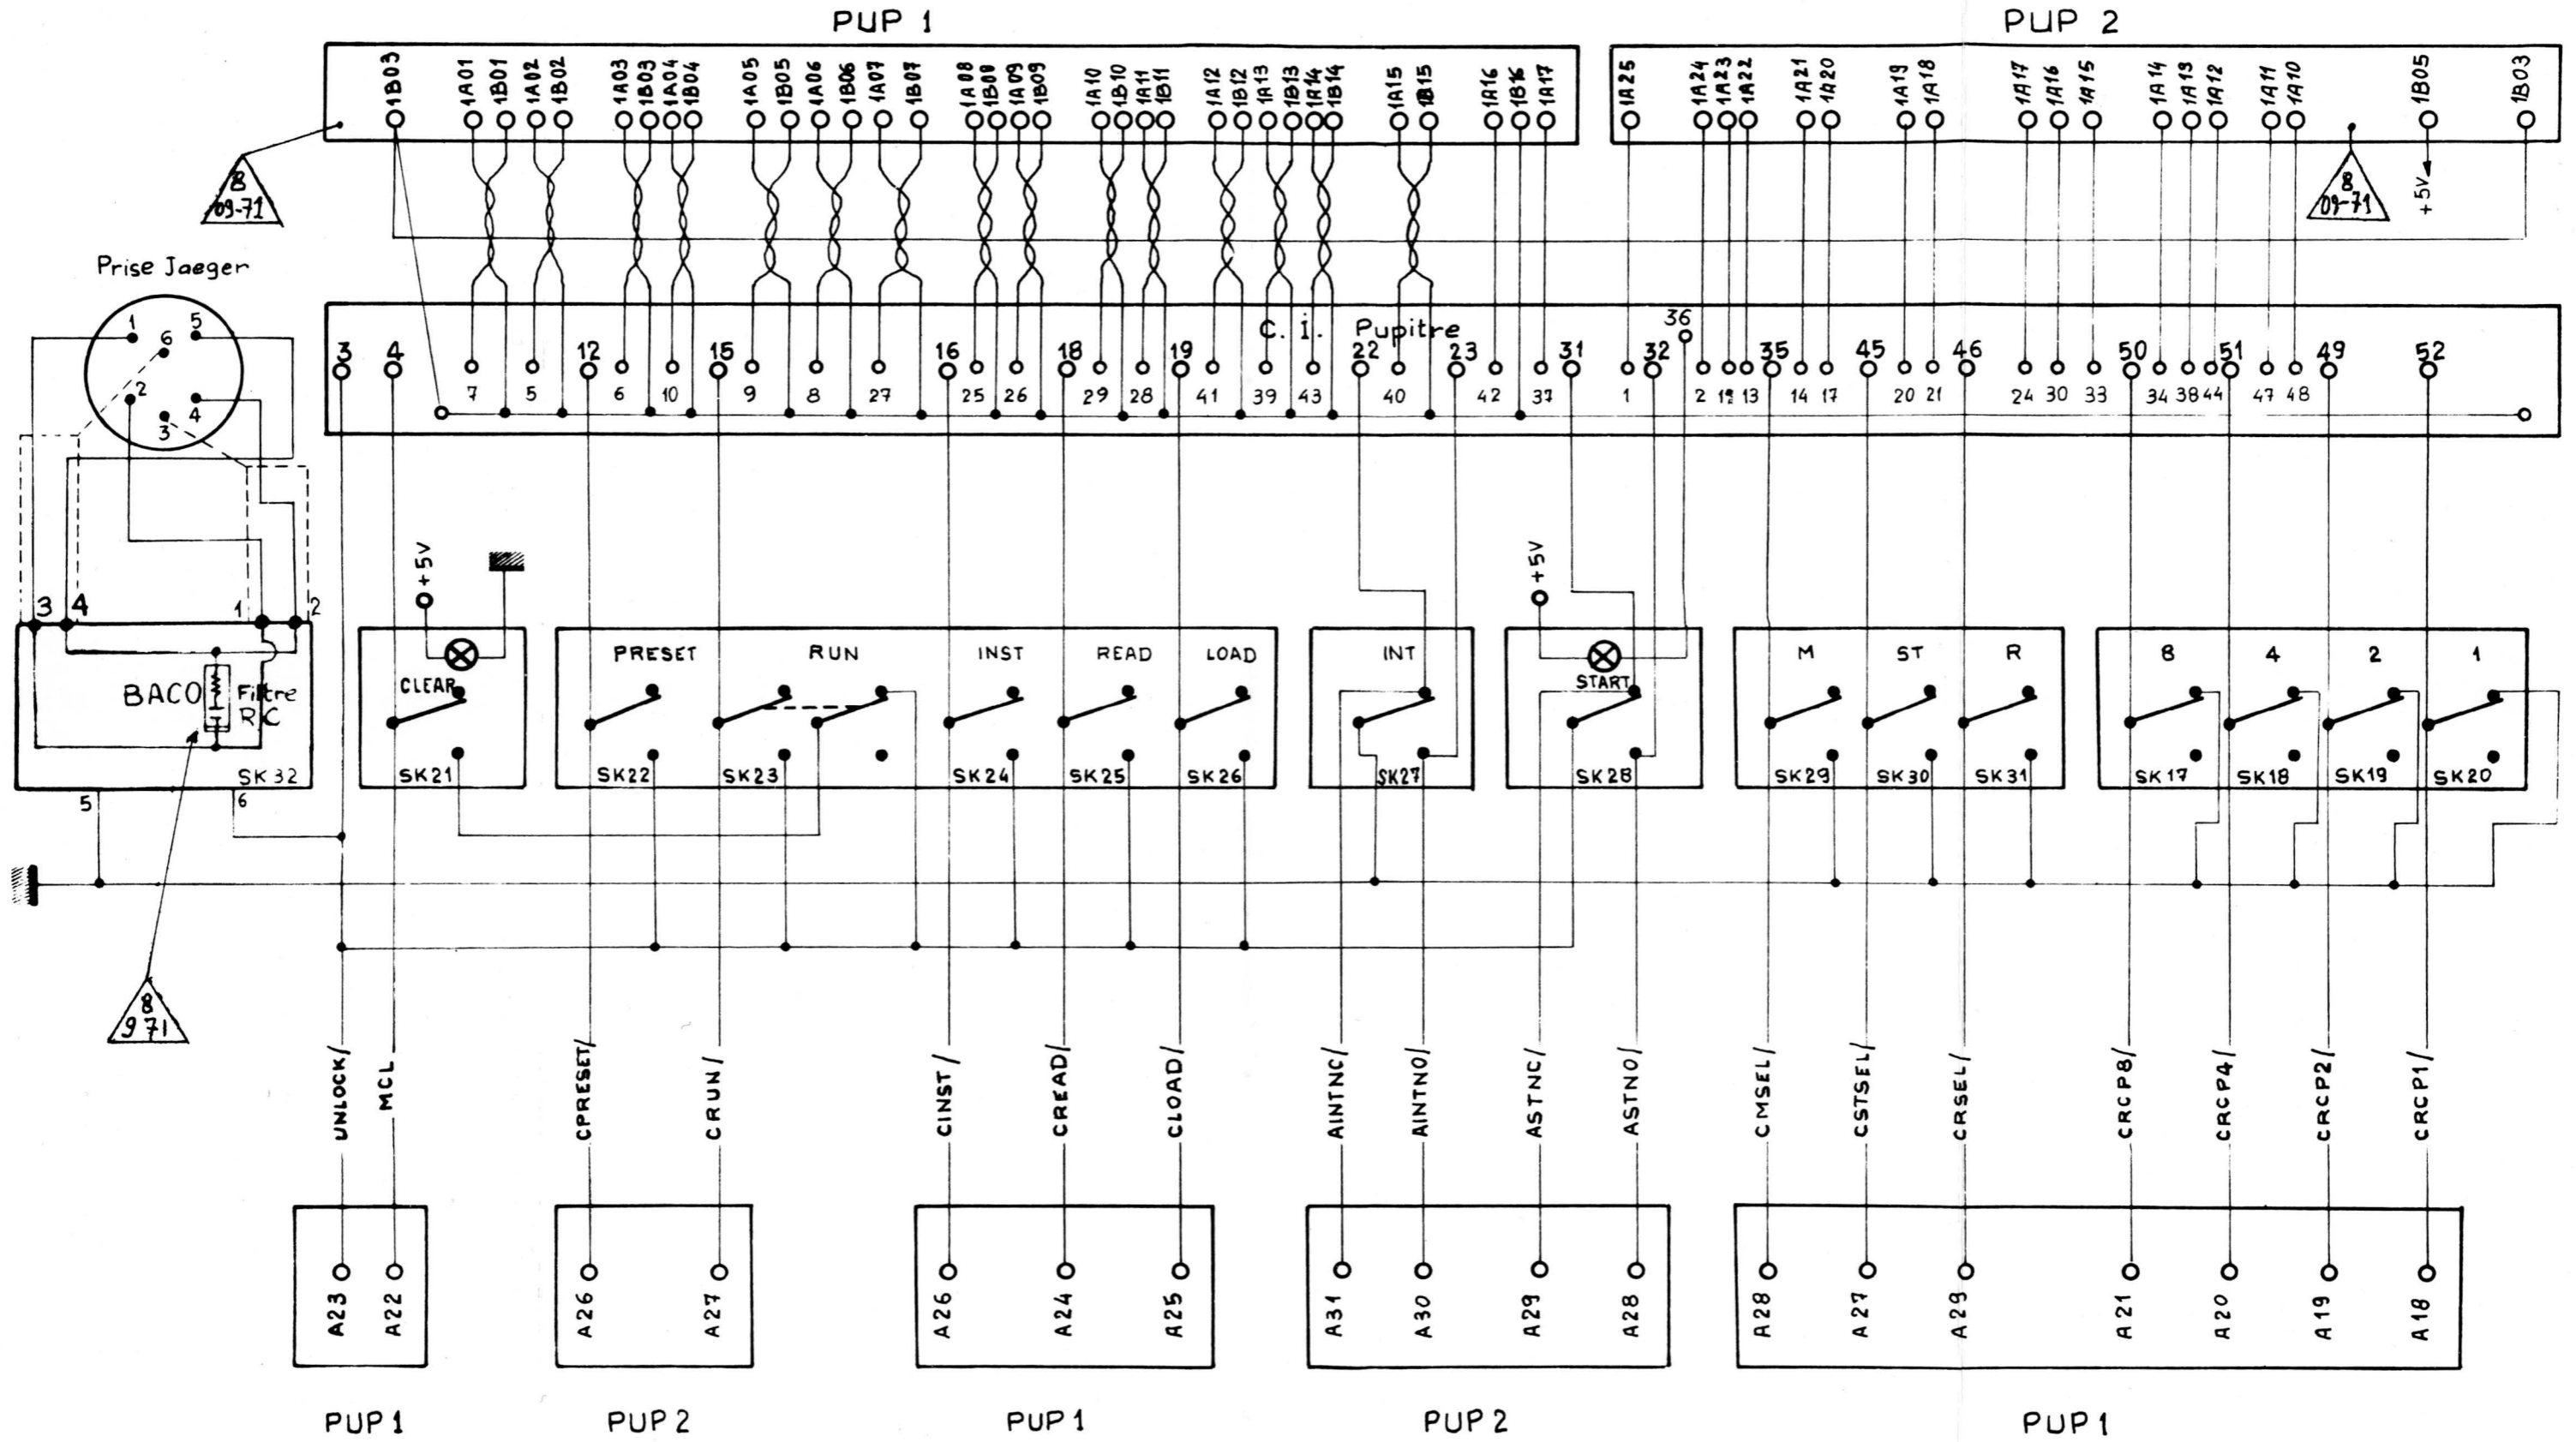 PUP 1
PUP 2
1B03 1A01 1B01 1A02 1B02 1A03 1B03 1A04 1B04 1A05 1B05 1A06 1B06 1A07 1B07 1A08 1B08 1A09 1B09 1A10 1B10 1A11 1B11 1A12 1B12 1A13 1B13 1A14 1B14 1A15 1B15 1A16 1B16 1A17
1A25 1A24 1A23 1A22 1A21 1A20 1A19 1A18 1A17 1A16 1A15 1A14 1A13 1A12 1A11 1A10 1B05 1B03
8
09-71
8
09-71
+5V
Prise Jaeger
1 6 5
2 3 4
C. i. Pupitre
36
3 4 12 15 16 18 19 22 23 31 32 35 45 46 50 51 49 52
7 5 6 10 9 8 27 25 26 29 28 41 39 43 40 42 37 1 2 12 13 14 17 20 21 24 30 33 34 38 44 47 48
+5V
+5V
3 4 1 2
BACO
Filtre
RC
SK32
5 6
CLEAR
SK21
PRESET RUN INST READ LOAD
SK22 SK23 SK24 SK25 SK26
INT
SK27
START
SK28
M ST R
SK29 SK30 SK31
8 4 2 1
SK17 SK18 SK19 SK20
8
9 71
UNLOCK/ MCL CPRESET/ CRUN/ CINST/ CREAD/ CLOAD/ AINTNC/ AINTNO/ ASTNC/ ASTNO/ CMSEL/ CSTSEL/ CRSEL/ CRCP8/ CRCP4/ CRCP2/ CRCP1/
A23 A22 A26 A27 A26 A24 A25 A31 A30 A29 A28 A28 A27 A29 A21 A20 A19 A18
PUP1 PUP2 PUP1 PUP2 PUP1